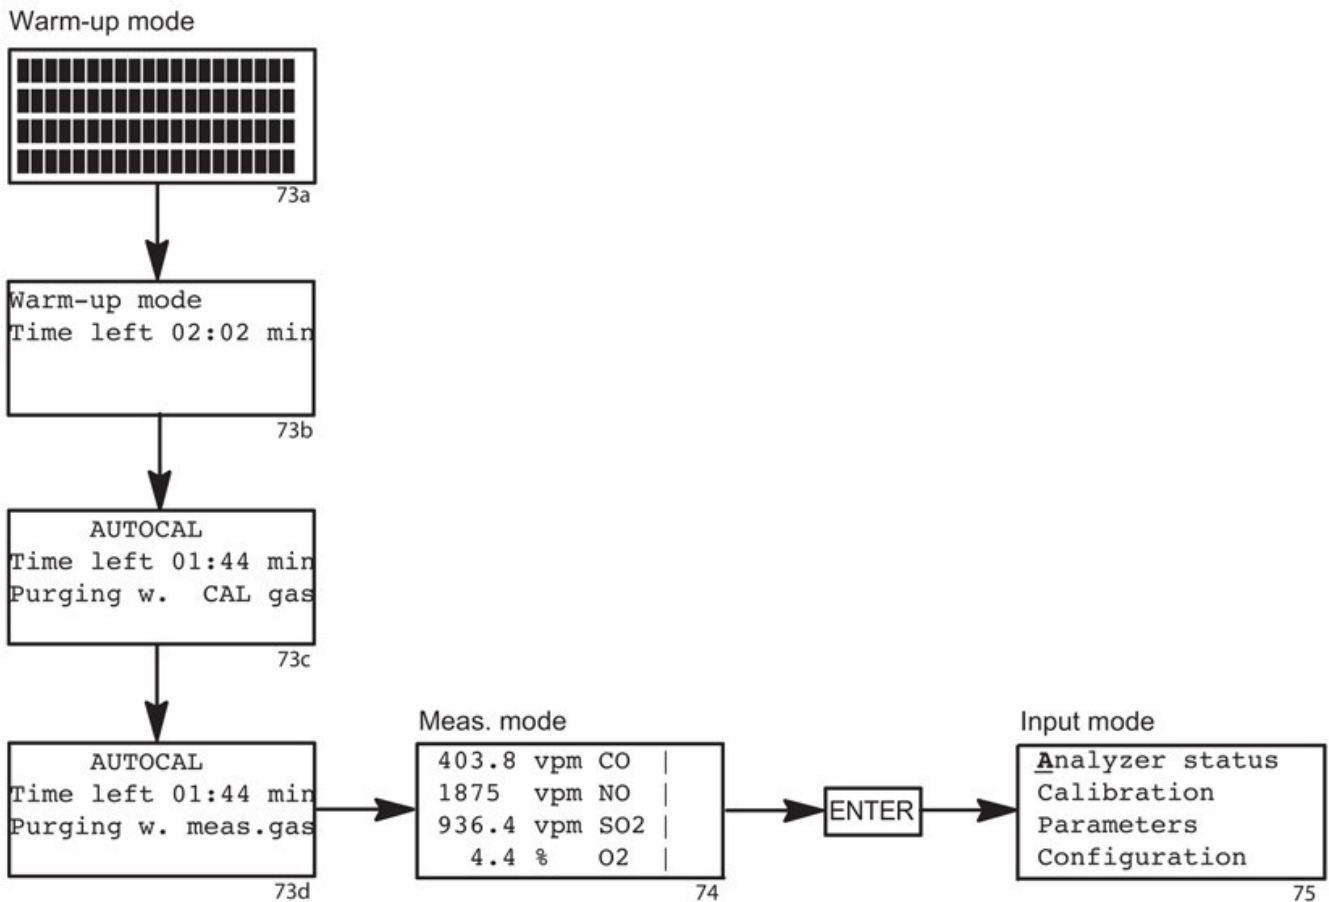 Warm-up mode
73a
Warm-up mode
Time left 02:02 min
73b
AUTOCAL
Time left 01:44 min
Purging w. CAL gas
73c
AUTOCAL
Time left 01:44 min
Purging w. meas.gas
73d
Meas. mode
403.8 vpm CO |
1875 vpm NO |
936.4 vpm SO2 |
4.4 % O2 |
74
ENTER
Input mode
Analyzer status
Calibration
Parameters
Configuration
75